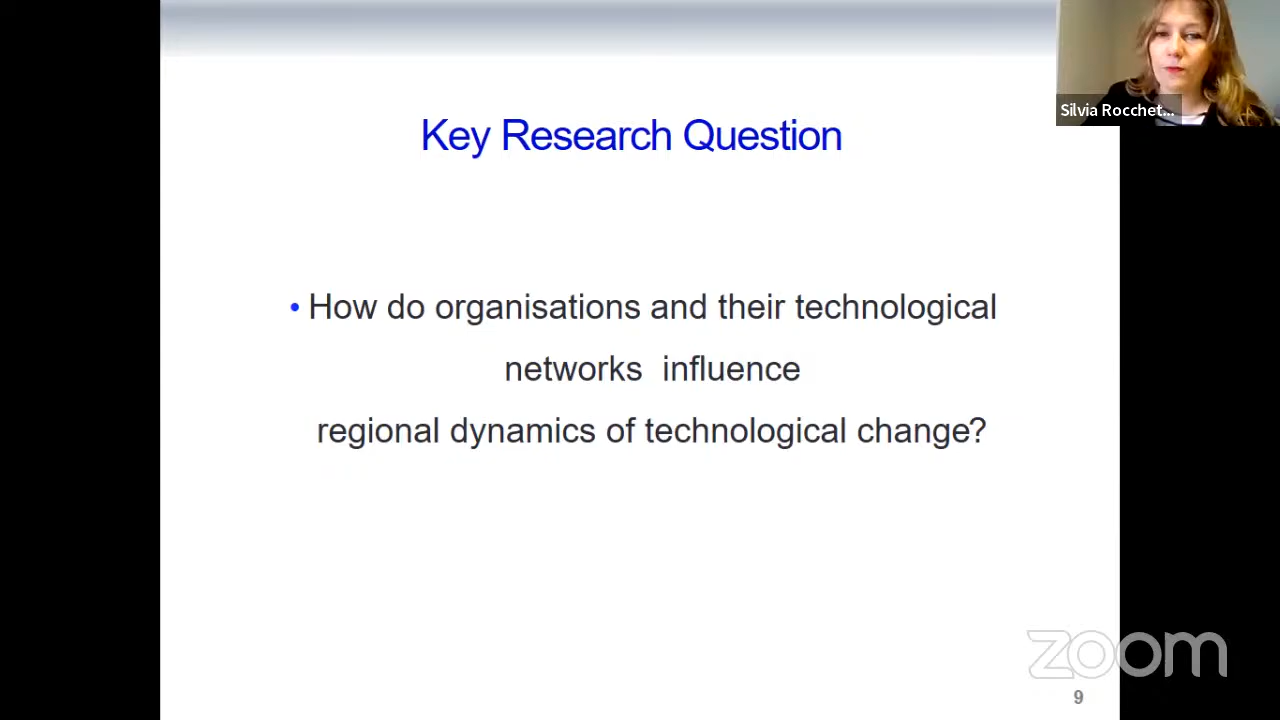 Silvia Rocchet...
Key Research Question
• How do organisations and their technological
networks influence
regional dynamics of technological change?
zoom
9